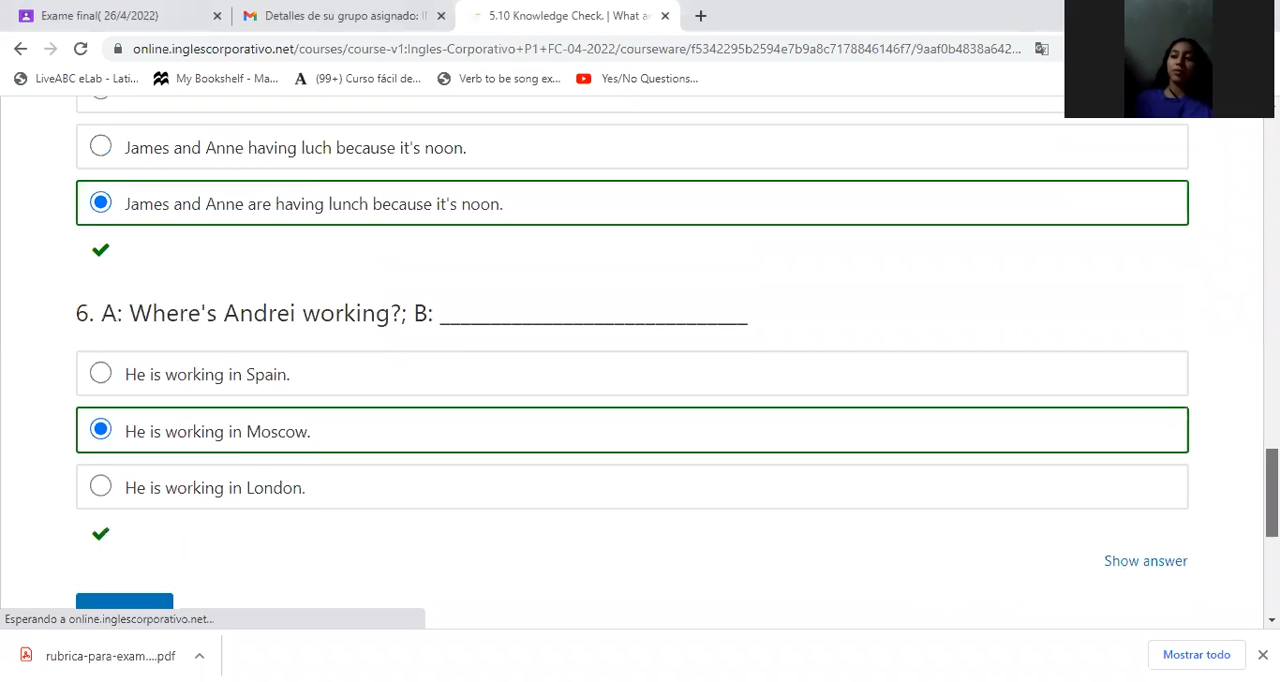 Exame final( 26/4/2022)
Detalles de su grupo asignado: I
5.10 Knowledge Check. | What a
online.inglescorporativo.net/courses/course-v1:Ingles-Corporativo+P1+FC-04-2022/courseware/f5342295b2594e7b9a8c7178846146f7/9aaf0b4838a642...
LiveABC eLab - Lati...
My Bookshelf - Ma...
(99+) Curso fácil de...
Verb to be song ex...
Yes/No Questions...
James and Anne having luch because it's noon.
James and Anne are having lunch because it's noon.
6. A: Where's Andrei working?; B: ______________________________
He is working in Spain.
He is working in Moscow.
He is working in London.
Show answer
Esperando a online.inglescorporativo.net...
rubrica-para-exam....pdf
Mostrar todo